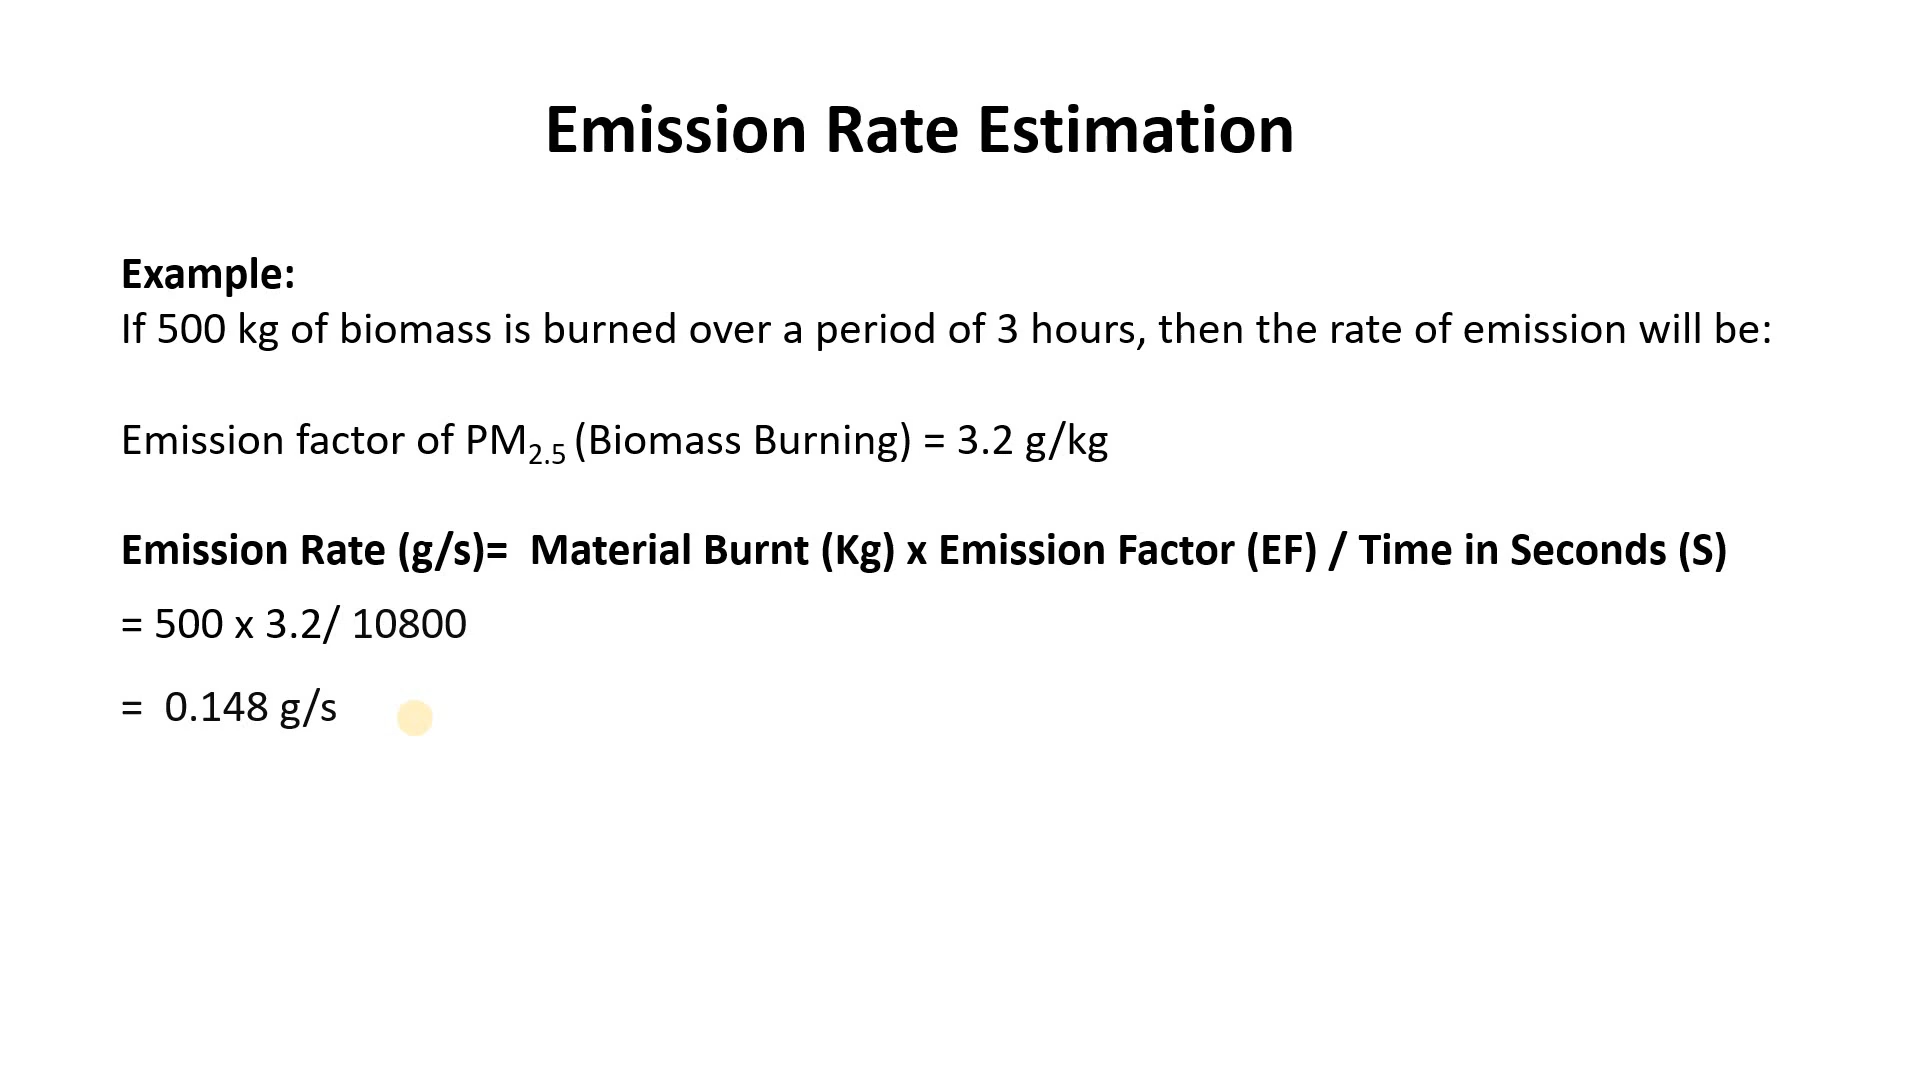 Emission Rate Estimation
Example:
If 500 kg of biomass is burned over a period of 3 hours, then the rate of emission will be:
Emission factor of PM2.5 (Biomass Burning) = 3.2 g/kg
Emission Rate (g/s)=  Material Burnt (Kg) x Emission Factor (EF) / Time in Seconds (S)
= 500 x 3.2/ 10800
=  0.148 g/s